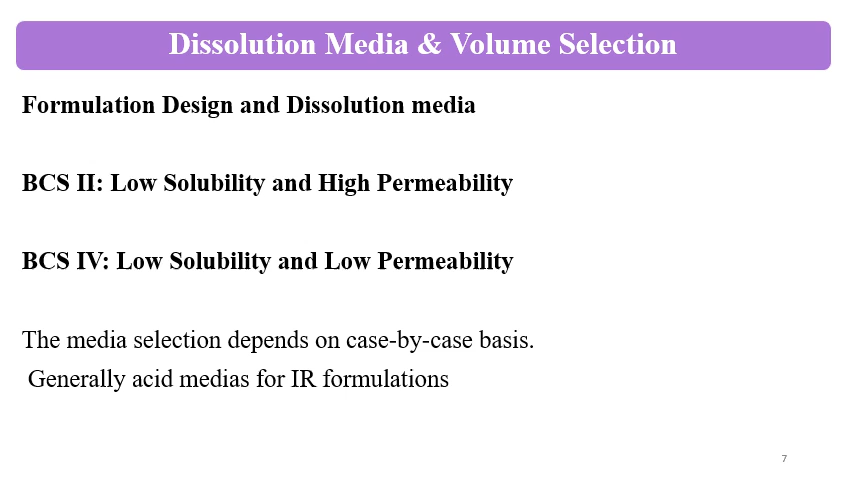 Dissolution Media & Volume Selection
Formulation Design and Dissolution media
BCS II: Low Solubility and High Permeability
BCS IV: Low Solubility and Low Permeability
The media selection depends on case-by-case basis.
Generally acid medias for IR formulations
7